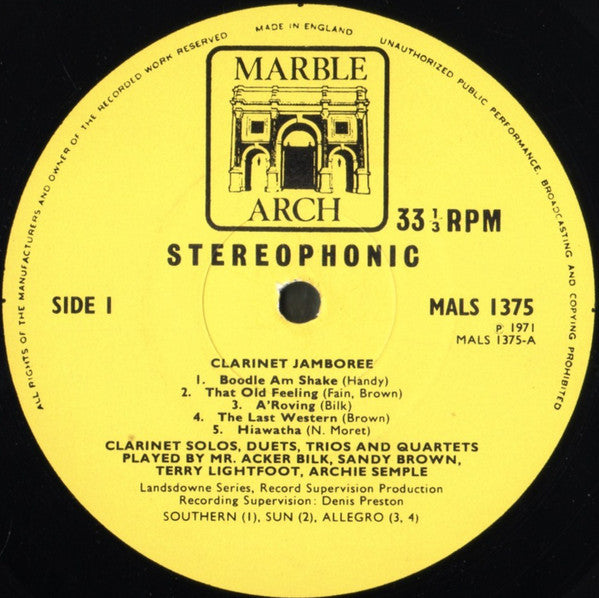 ALL RIGHTS OF THE MANUFACTURERS AND OWNER OF THE RECORDED WORK RESERVED
MADE IN ENGLAND
UNAUTHORIZED PUBLIC PERFORMANCE, BROADCASTING AND COPYING PROHIBITED
MARBLE
ARCH
33⅓ RPM
STEREOPHONIC
SIDE 1
MALS 1375
℗ 1971
MALS 1375-A
CLARINET JAMBOREE
1. Boodle Am Shake (Handy)
2. That Old Feeling (Fain, Brown)
3. A'Roving (Bilk)
4. The Last Western (Brown)
5. Hiawatha (N. Moret)
CLARINET SOLOS, DUETS, TRIOS AND QUARTETS
PLAYED BY MR. ACKER BILK, SANDY BROWN,
TERRY LIGHTFOOT, ARCHIE SEMPLE
Landsdowne Series, Record Supervision Production
Recording Supervision: Denis Preston
SOUTHERN (1), SUN (2), ALLEGRO (3, 4)